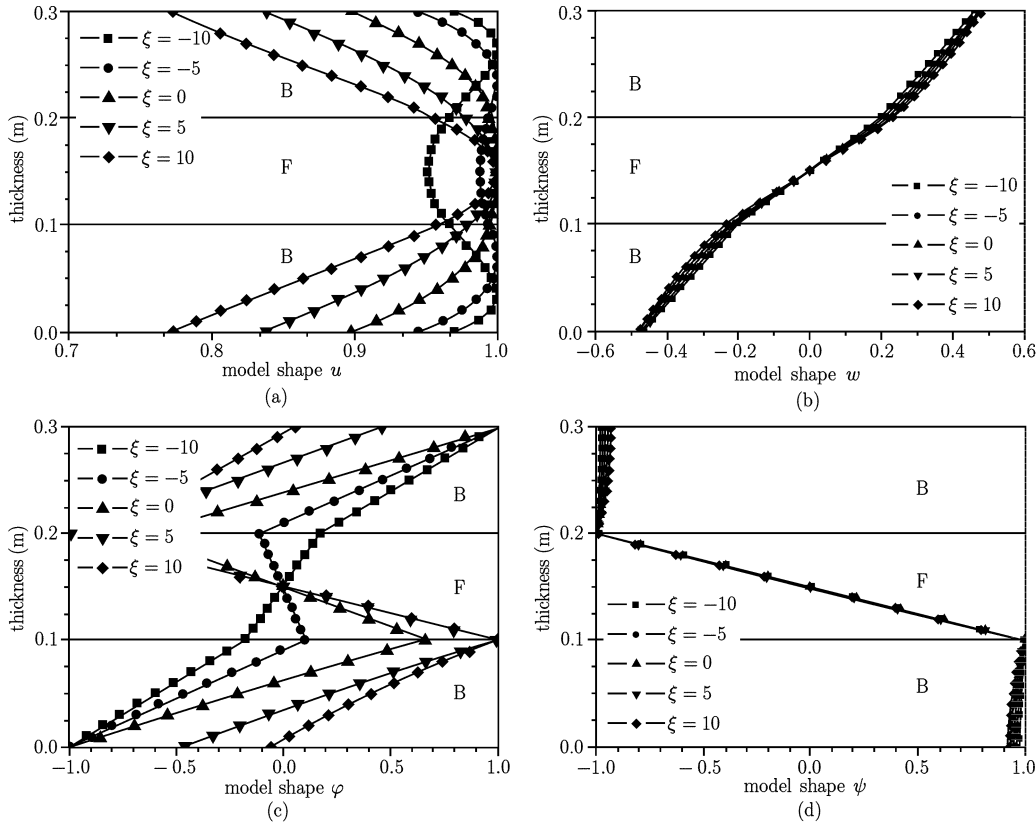 0.3
ξ = −10
ξ = −5
ξ = 0
ξ = 5
ξ = 10
B
0.2
F
0.1
B
0.0
0.7 0.8 0.9 1.0
thickness (m)
model shape u
(a)
0.3
B
0.2
F
ξ = −10
ξ = −5
ξ = 0
ξ = 5
ξ = 10
0.1
B
0.0
−0.6 −0.4 −0.2 0.0 0.2 0.4 0.6
thickness (m)
model shape w
(b)
0.3
ξ = −10
ξ = −5
ξ = 0
ξ = 5
ξ = 10
B
0.2
F
0.1
B
0.0
−1.0 −0.5 0.0 0.5 1.0
thickness (m)
model shape φ
(c)
0.3
B
0.2
F
ξ = −10
ξ = −5
ξ = 0
ξ = 5
ξ = 10
0.1
B
0.0
−1.0 −0.5 0.0 0.5 1.0
thickness (m)
model shape ψ
(d)